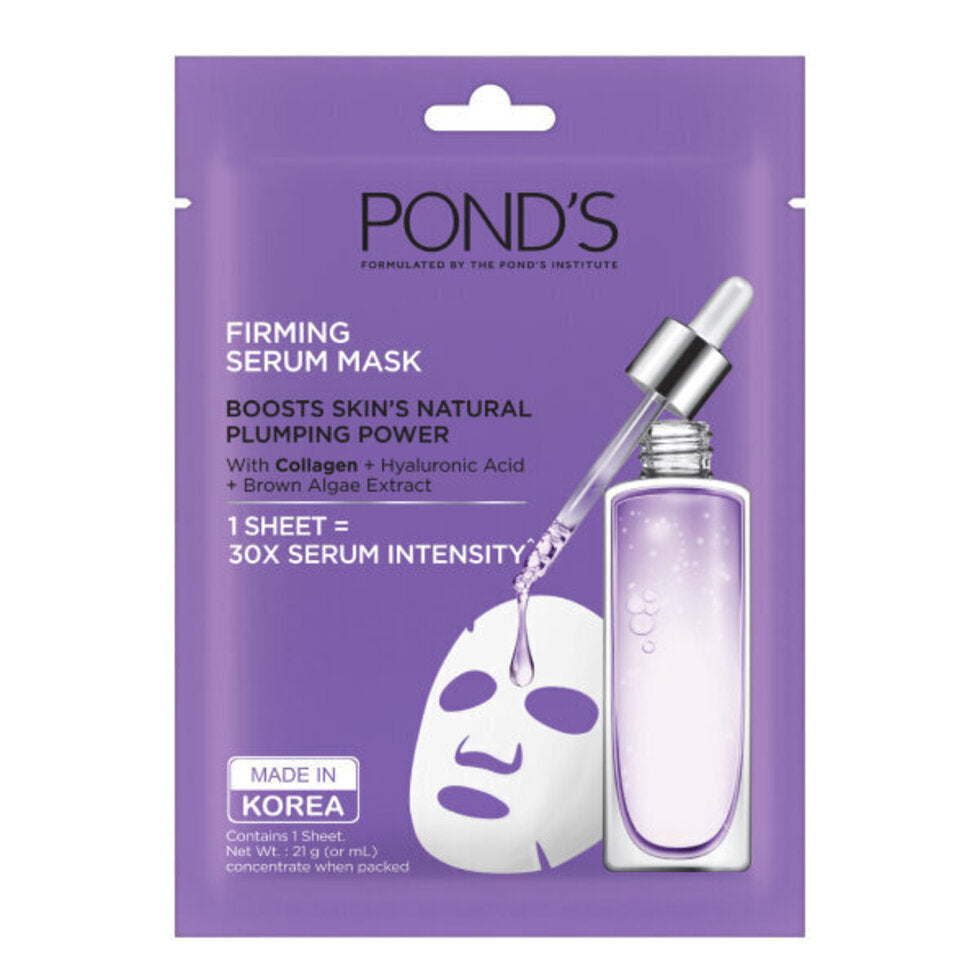 POND'S
FORMULATED BY THE POND'S INSTITUTE
FIRMING
SERUM MASK
BOOSTS SKIN'S NATURAL
PLUMPING POWER
With Collagen + Hyaluronic Acid
+ Brown Algae Extract
1 SHEET =
30X SERUM INTENSITY
MADE IN
KOREA
Contains 1 Sheet.
Net Wt. : 21 g (or mL)
concentrate when packed